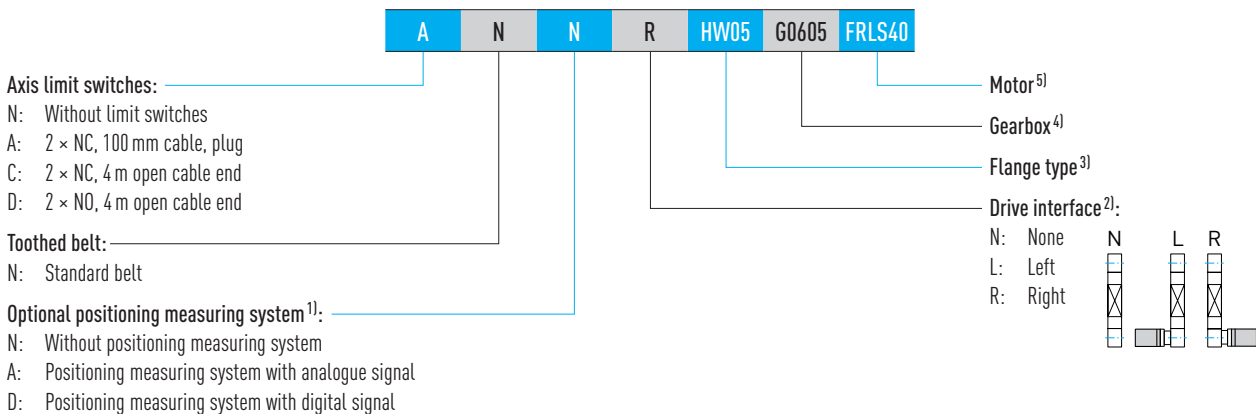 A N N R HW05 G0605 FRLS40
Axis limit switches:
N: Without limit switches
A: 2 × NC, 100 mm cable, plug
C: 2 × NC, 4 m open cable end
D: 2 × NO, 4 m open cable end
Toothed belt:
N: Standard belt
Optional positioning measuring system 1):
N: Without positioning measuring system
A: Positioning measuring system with analogue signal
D: Positioning measuring system with digital signal
Motor 5)
Gearbox 4)
Flange type 3)
Drive interface 2):
N: None
L: Left
R: Right
N L R